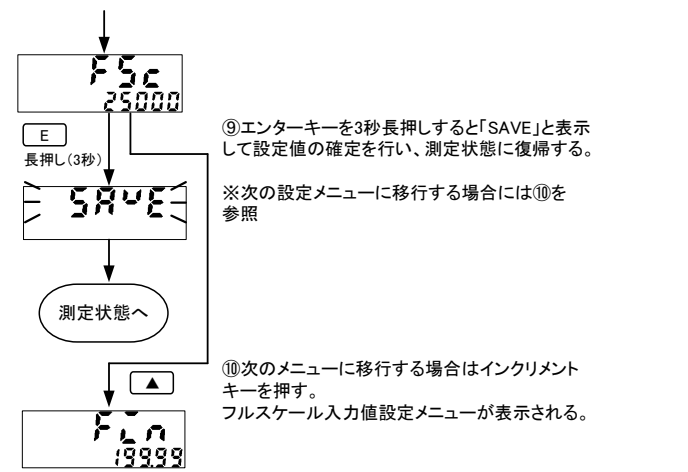 FSc
25000
E
長押し(3秒)
⑨エンターキーを3秒長押しすると「SAVE」と表示
して設定値の確定を行い、測定状態に復帰する。
※次の設定メニューに移行する場合には⑩を
参照
SAvE
測定状態へ
⑩次のメニューに移行する場合はインクリメント
キーを押す。
フルスケール入力値設定メニューが表示される。
▲
Fin
199.99